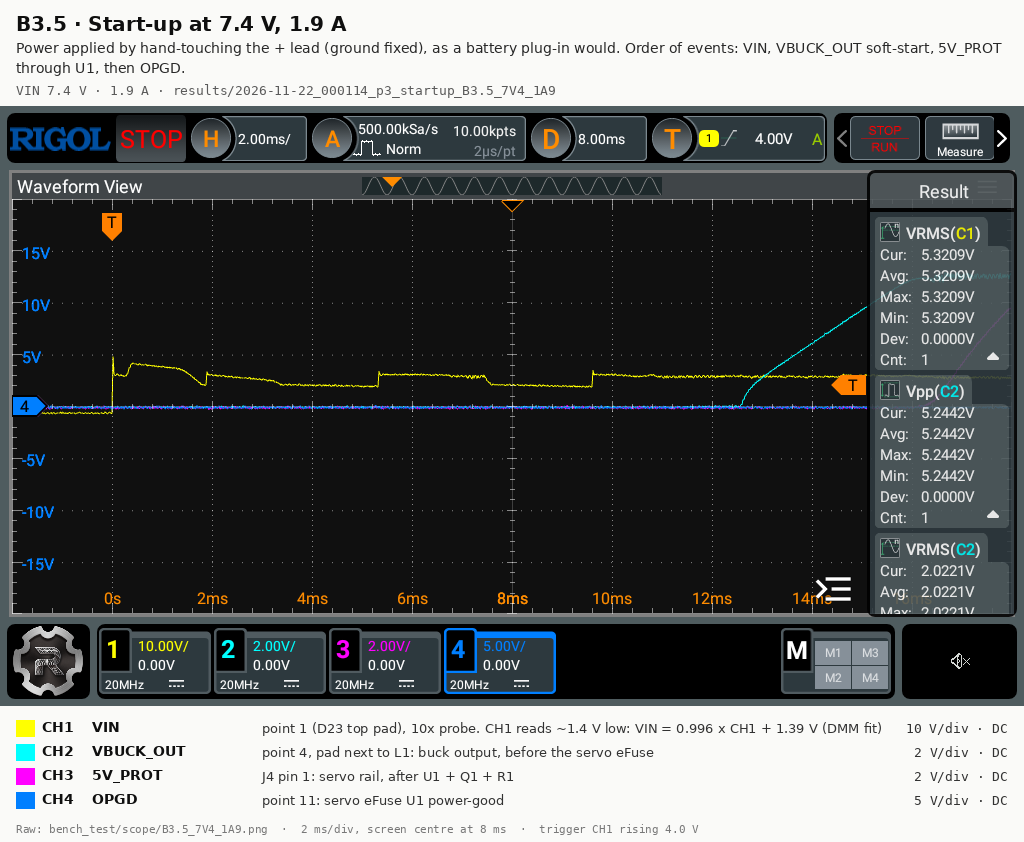 B3.5 · Start-up at 7.4 V, 1.9 A
Power applied by hand-touching the + lead (ground fixed), as a battery plug-in would. Order of events: VIN, VBUCK_OUT soft-start, 5V_PROT
through U1, then OPGD.
VIN 7.4 V · 1.9 A · results/2026-11-22_000114_p3_startup_B3.5_7V4_1A9
RIGOL STOP H 2.00ms/ A 500.00kSa/s 10.00kpts Norm 2µs/pt D 8.00ms T 1 4.00V A STOP RUN Measure
Waveform View
Result
T
15V
10V
5V
4
-5V
-10V
-15V
T
0s 2ms 4ms 6ms 8ms 10ms 12ms 14ms
VRMS(C1)
Cur: 5.3209V
Avg: 5.3209V
Max: 5.3209V
Min: 5.3209V
Dev: 0.0000V
Cnt: 1
Vpp(C2)
Cur: 5.2442V
Avg: 5.2442V
Max: 5.2442V
Min: 5.2442V
Dev: 0.0000V
Cnt: 1
VRMS(C2)
Cur: 2.0221V
Avg: 2.0221V
Max: 2.0221V
1 10.00V/ 0.00V 20MHz
2 2.00V/ 0.00V 20MHz
3 2.00V/ 0.00V 20MHz
4 5.00V/ 0.00V 20MHz
M M1 M3 M2 M4
CH1 VIN point 1 (D23 top pad), 10x probe. CH1 reads ~1.4 V low: VIN = 0.996 x CH1 + 1.39 V (DMM fit) 10 V/div · DC
CH2 VBUCK_OUT point 4, pad next to L1: buck output, before the servo eFuse 2 V/div · DC
CH3 5V_PROT J4 pin 1: servo rail, after U1 + Q1 + R1 2 V/div · DC
CH4 OPGD point 11: servo eFuse U1 power-good 5 V/div · DC
Raw: bench_test/scope/B3.5_7V4_1A9.png · 2 ms/div, screen centre at 8 ms · trigger CH1 rising 4.0 V